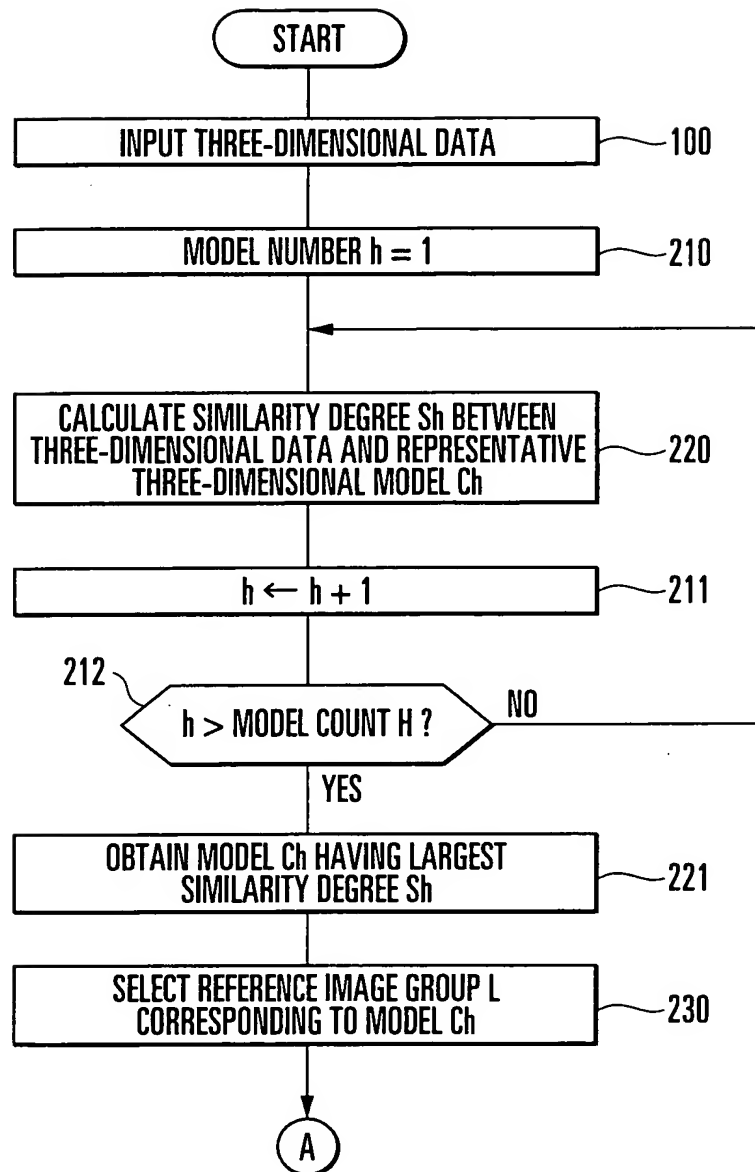 START
INPUT THREE-DIMENSIONAL DATA
100
MODEL NUMBER h = 1
210
CALCULATE SIMILARITY DEGREE Sh BETWEEN
THREE-DIMENSIONAL DATA AND REPRESENTATIVE
THREE-DIMENSIONAL MODEL Ch
220
h ← h + 1
211
212
h > MODEL COUNT H ?
NO
YES
OBTAIN MODEL Ch HAVING LARGEST
SIMILARITY DEGREE Sh
221
SELECT REFERENCE IMAGE GROUP L
CORRESPONDING TO MODEL Ch
230
A